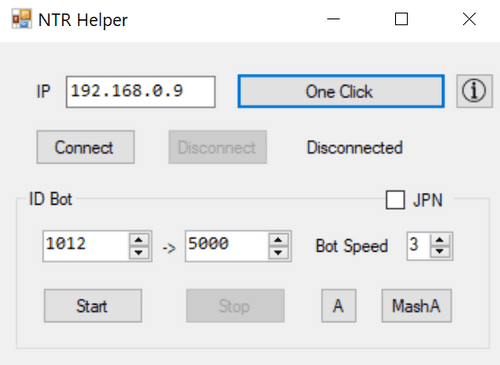 NTR Helper
IP 192.168.0.9 One Click
Connect Disconnect Disconnected
ID Bot JPN
1012 -> 5000 Bot Speed 3
Start Stop A MashA